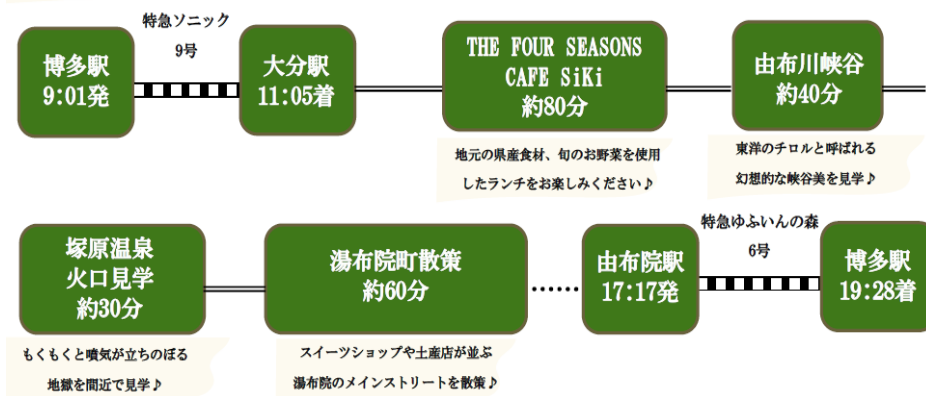 特急ソニック
9号
博多駅
9:01発
大分駅
11:05着
THE FOUR SEASONS
CAFE SiKi
約80分
由布川峡谷
約40分
地元の県産食材、旬のお野菜を使用
したランチをお楽しみください♪
東洋のチロルと呼ばれる
幻想的な峡谷美を見学♪
塚原温泉
火口見学
約30分
湯布院町散策
約60分
……
由布院駅
17:17発
特急ゆふいんの森
6号
博多駅
19:28着
もくもくと噴気が立ちのぼる
地獄を間近で見学♪
スイーツショップや土産店が並ぶ
湯布院のメインストリートを散策♪